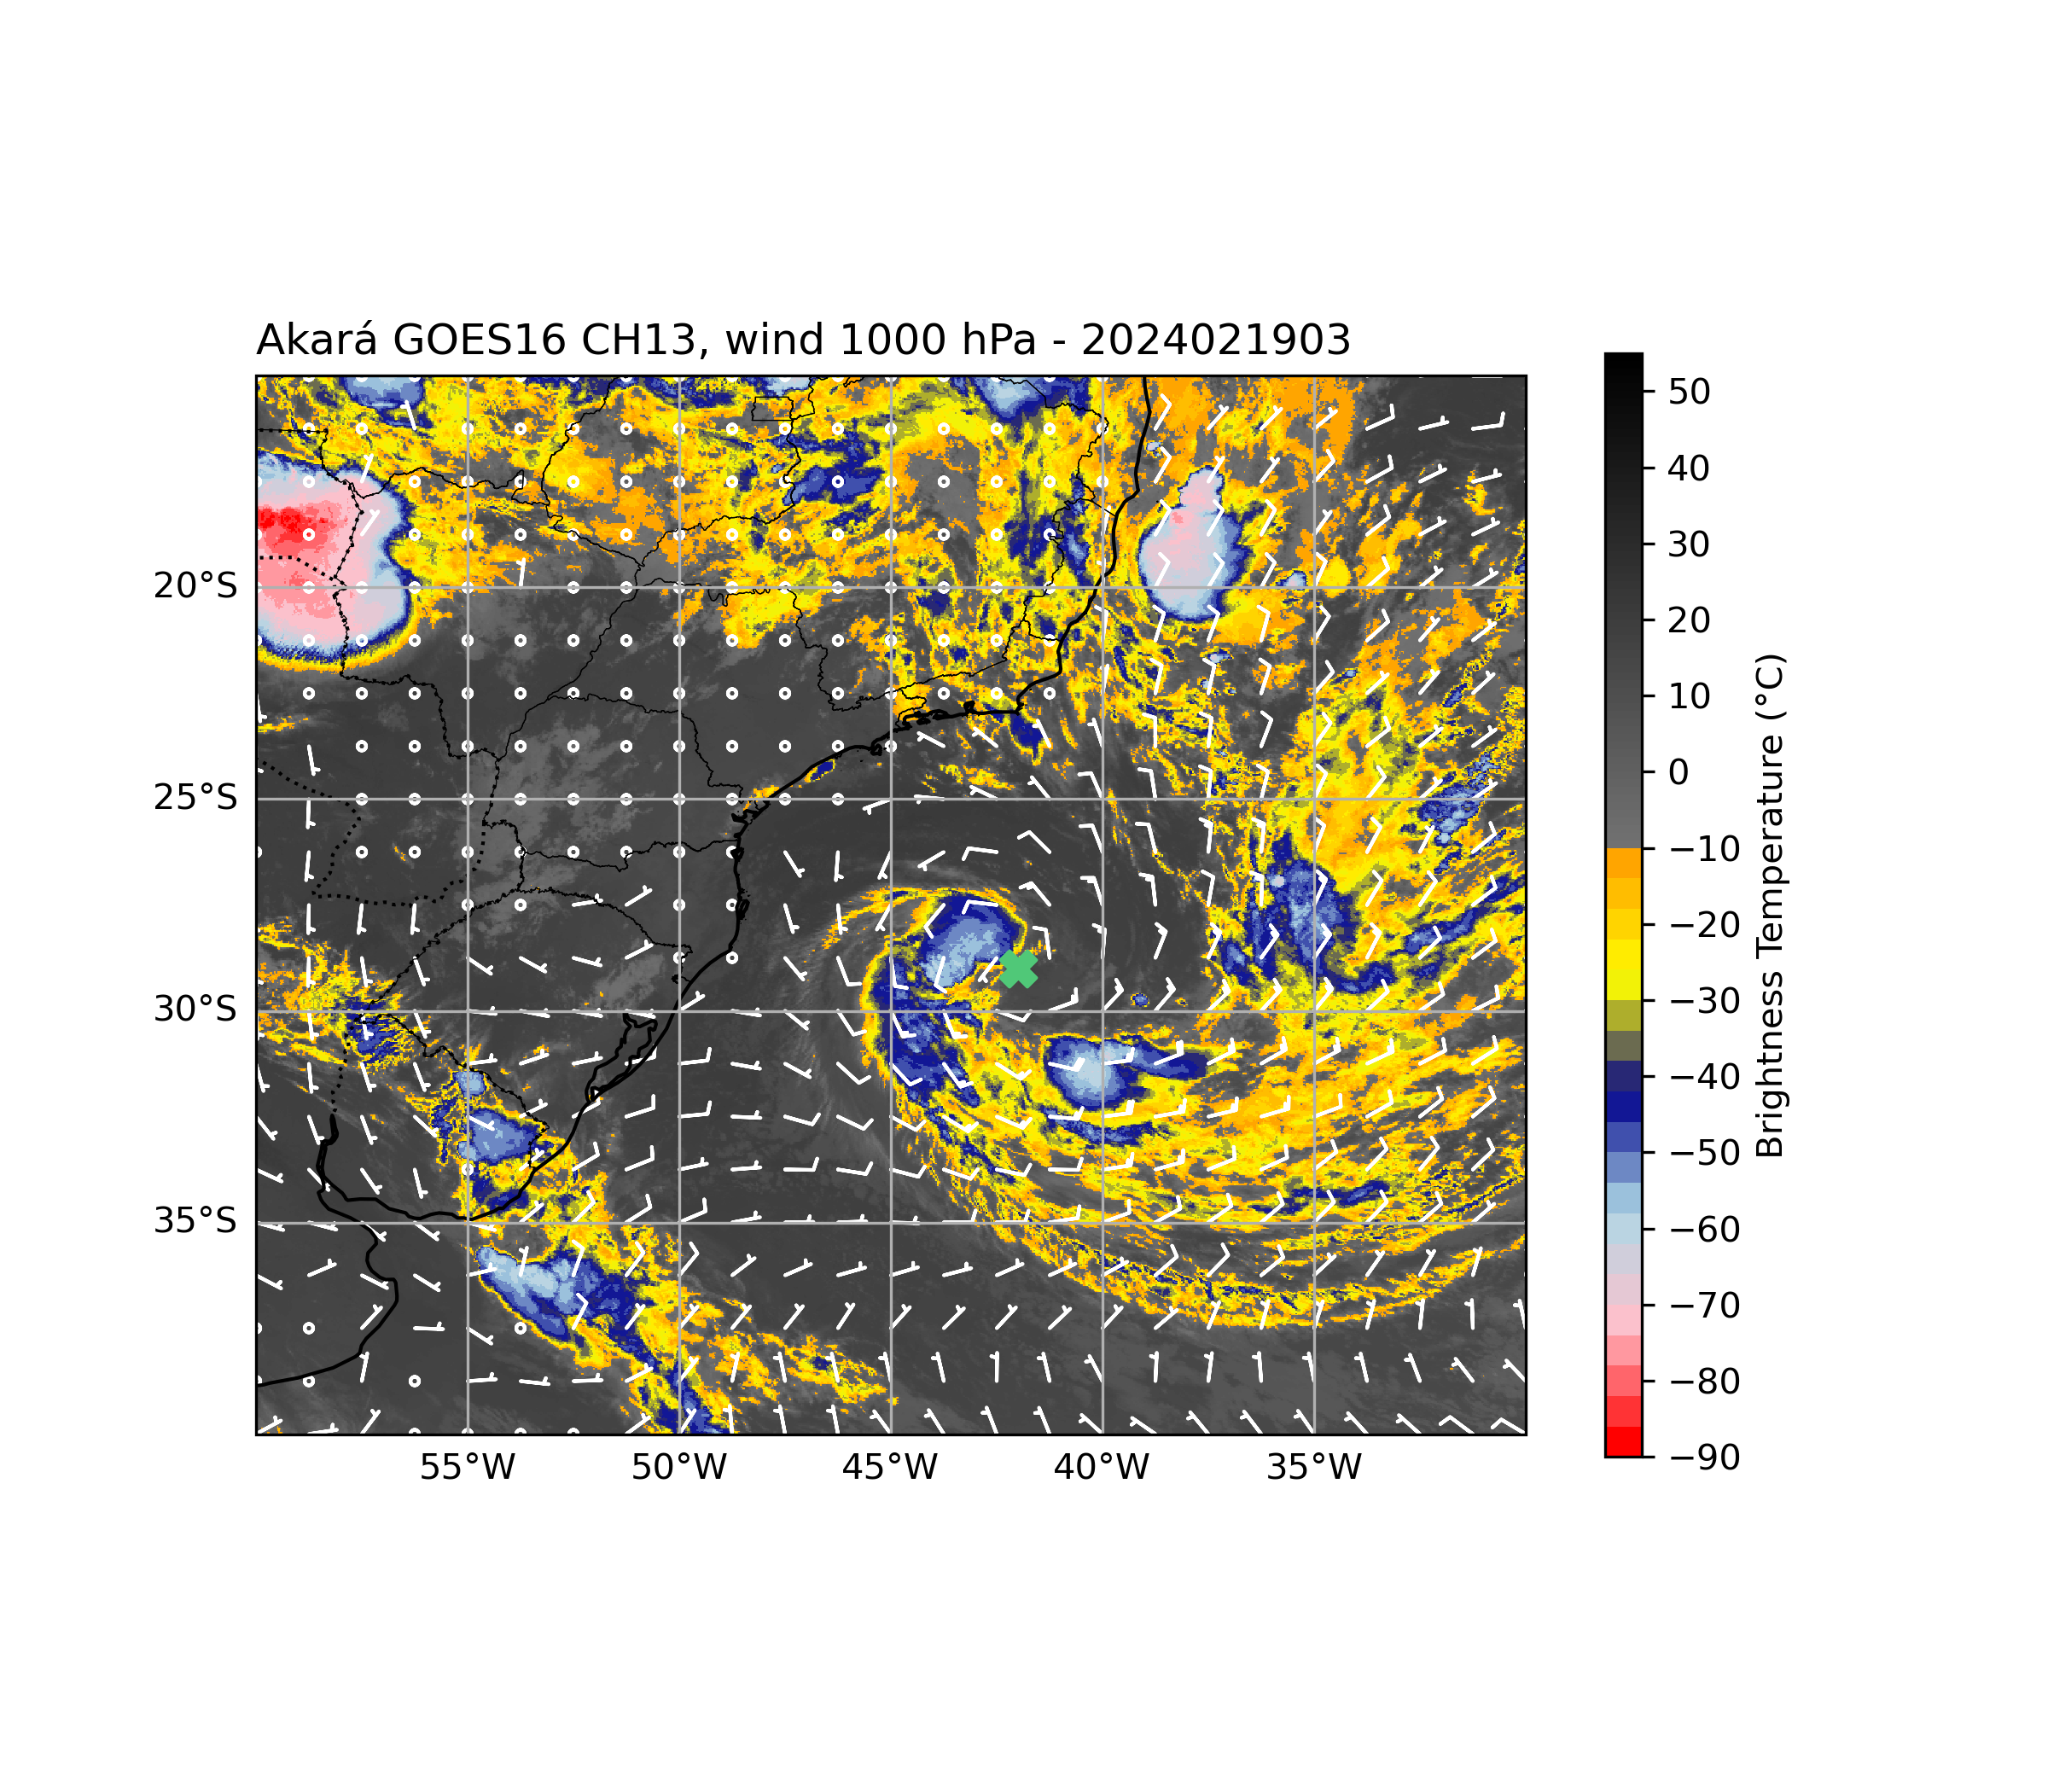 Akará GOES16 CH13, wind 1000 hPa - 2024021903
20°S
25°S
30°S
35°S
55°W
50°W
45°W
40°W
35°W
50
40
30
20
10
0
−10
−20
−30
−40
−50
−60
−70
−80
−90
Brightness Temperature (°C)